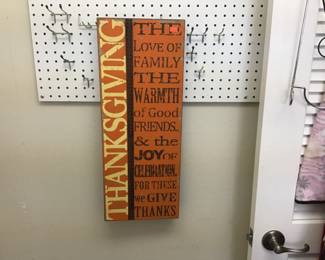 THANKSGIVING
THE
LOVE OF
FAMILY
THE
WARMTH
of Good
FRIENDS..
& the
JOY OF
CELEBRATION..
FOR THESE
we GIVE
THANKS